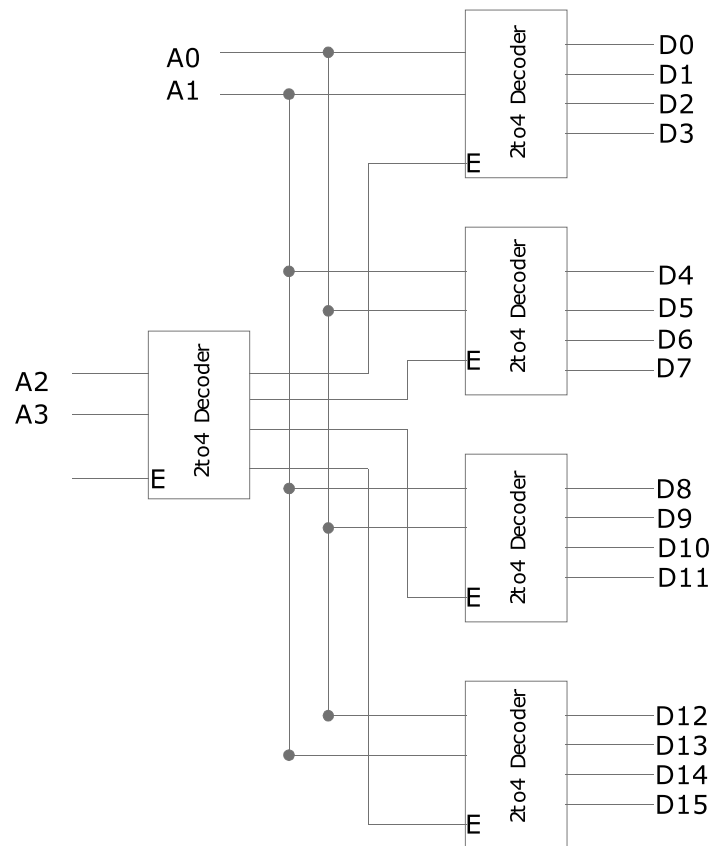 A0
A1
E
2to4 Decoder
D0
D1
D2
D3
E
2to4 Decoder
D4
D5
D6
D7
A2
A3
E
2to4 Decoder
E
2to4 Decoder
D8
D9
D10
D11
E
2to4 Decoder
D12
D13
D14
D15